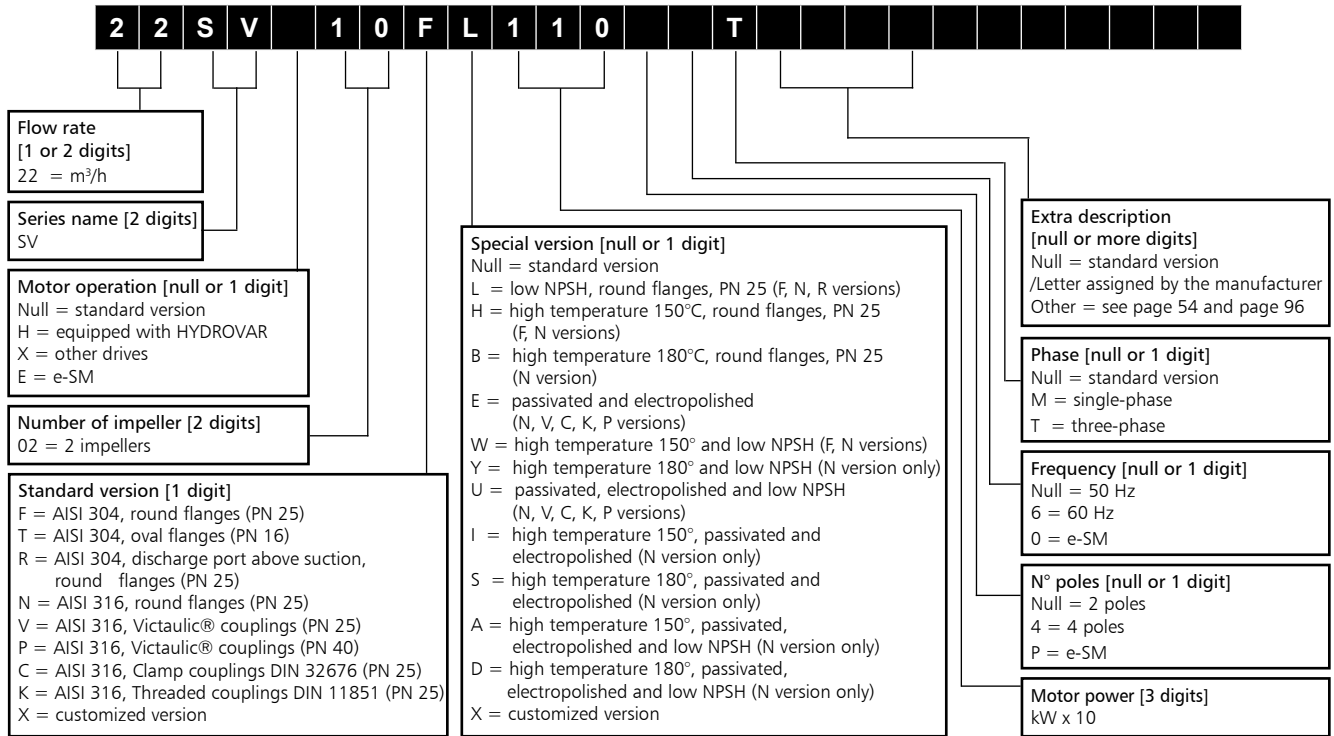 22SV 10FL110 T
Flow rate
[1 or 2 digits]
22 = m³/h
Series name [2 digits]
SV
Motor operation [null or 1 digit]
Null = standard version
H = equipped with HYDROVAR
X = other drives
E = e-SM
Number of impeller [2 digits]
02 = 2 impellers
Standard version [1 digit]
F = AISI 304, round flanges (PN 25)
T = AISI 304, oval flanges (PN 16)
R = AISI 304, discharge port above suction,
round flanges (PN 25)
N = AISI 316, round flanges (PN 25)
V = AISI 316, Victaulic® couplings (PN 25)
P = AISI 316, Victaulic® couplings (PN 40)
C = AISI 316, Clamp couplings DIN 32676 (PN 25)
K = AISI 316, Threaded couplings DIN 11851 (PN 25)
X = customized version
Special version [null or 1 digit]
Null = standard version
L = low NPSH, round flanges, PN 25 (F, N, R versions)
H = high temperature 150°C, round flanges, PN 25
(F, N versions)
B = high temperature 180°C, round flanges, PN 25
(N version)
E = passivated and electropolished
(N, V, C, K, P versions)
W = high temperature 150° and low NPSH (F, N versions)
Y = high temperature 180° and low NPSH (N version only)
U = passivated, electropolished and low NPSH
(N, V, C, K, P versions)
I = high temperature 150°, passivated and
electropolished (N version only)
S = high temperature 180°, passivated and
electropolished (N version only)
A = high temperature 150°, passivated,
electropolished and low NPSH (N version only)
D = high temperature 180°, passivated,
electropolished and low NPSH (N version only)
X = customized version
Extra description
[null or more digits]
Null = standard version
/Letter assigned by the manufacturer
Other = see page 54 and page 96
Phase [null or 1 digit]
Null = standard version
M = single-phase
T = three-phase
Frequency [null or 1 digit]
Null = 50 Hz
6 = 60 Hz
0 = e-SM
N° poles [null or 1 digit]
Null = 2 poles
4 = 4 poles
P = e-SM
Motor power [3 digits]
kW x 10